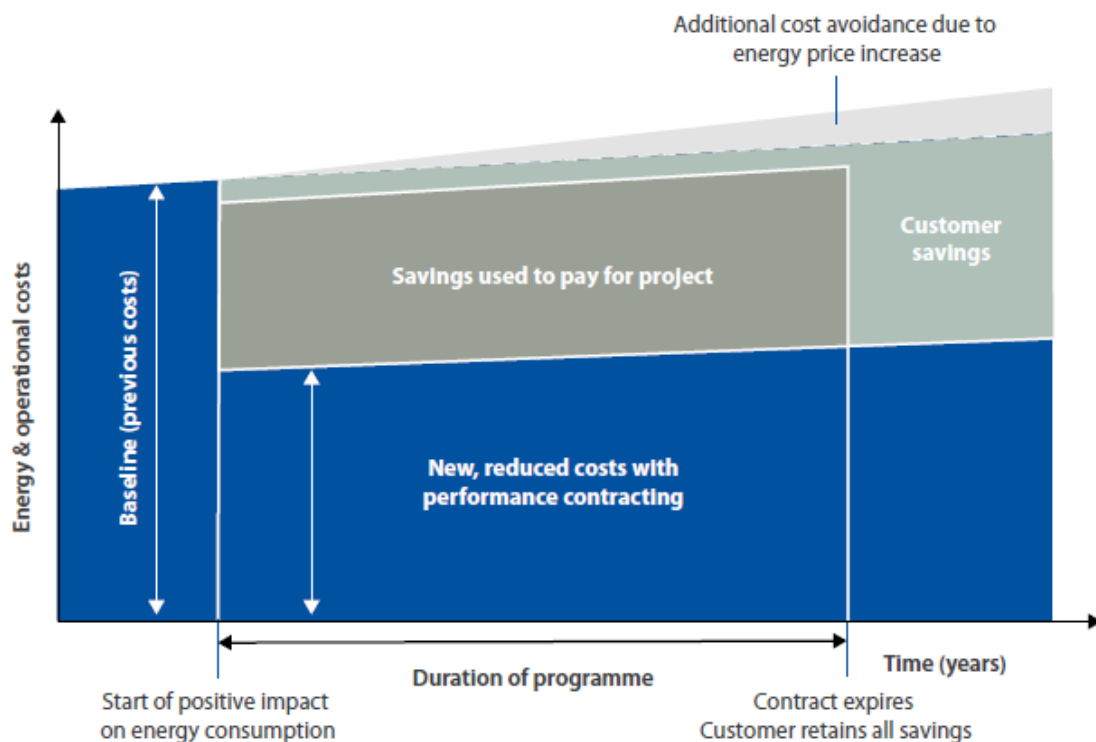 Additional cost avoidance due to
energy price increase
Energy & operational costs
Baseline (previous costs)
Savings used to pay for project
Customer
savings
New, reduced costs with
performance contracting
Duration of programme
Time (years)
Start of positive impact
on energy consumption
Contract expires
Customer retains all savings